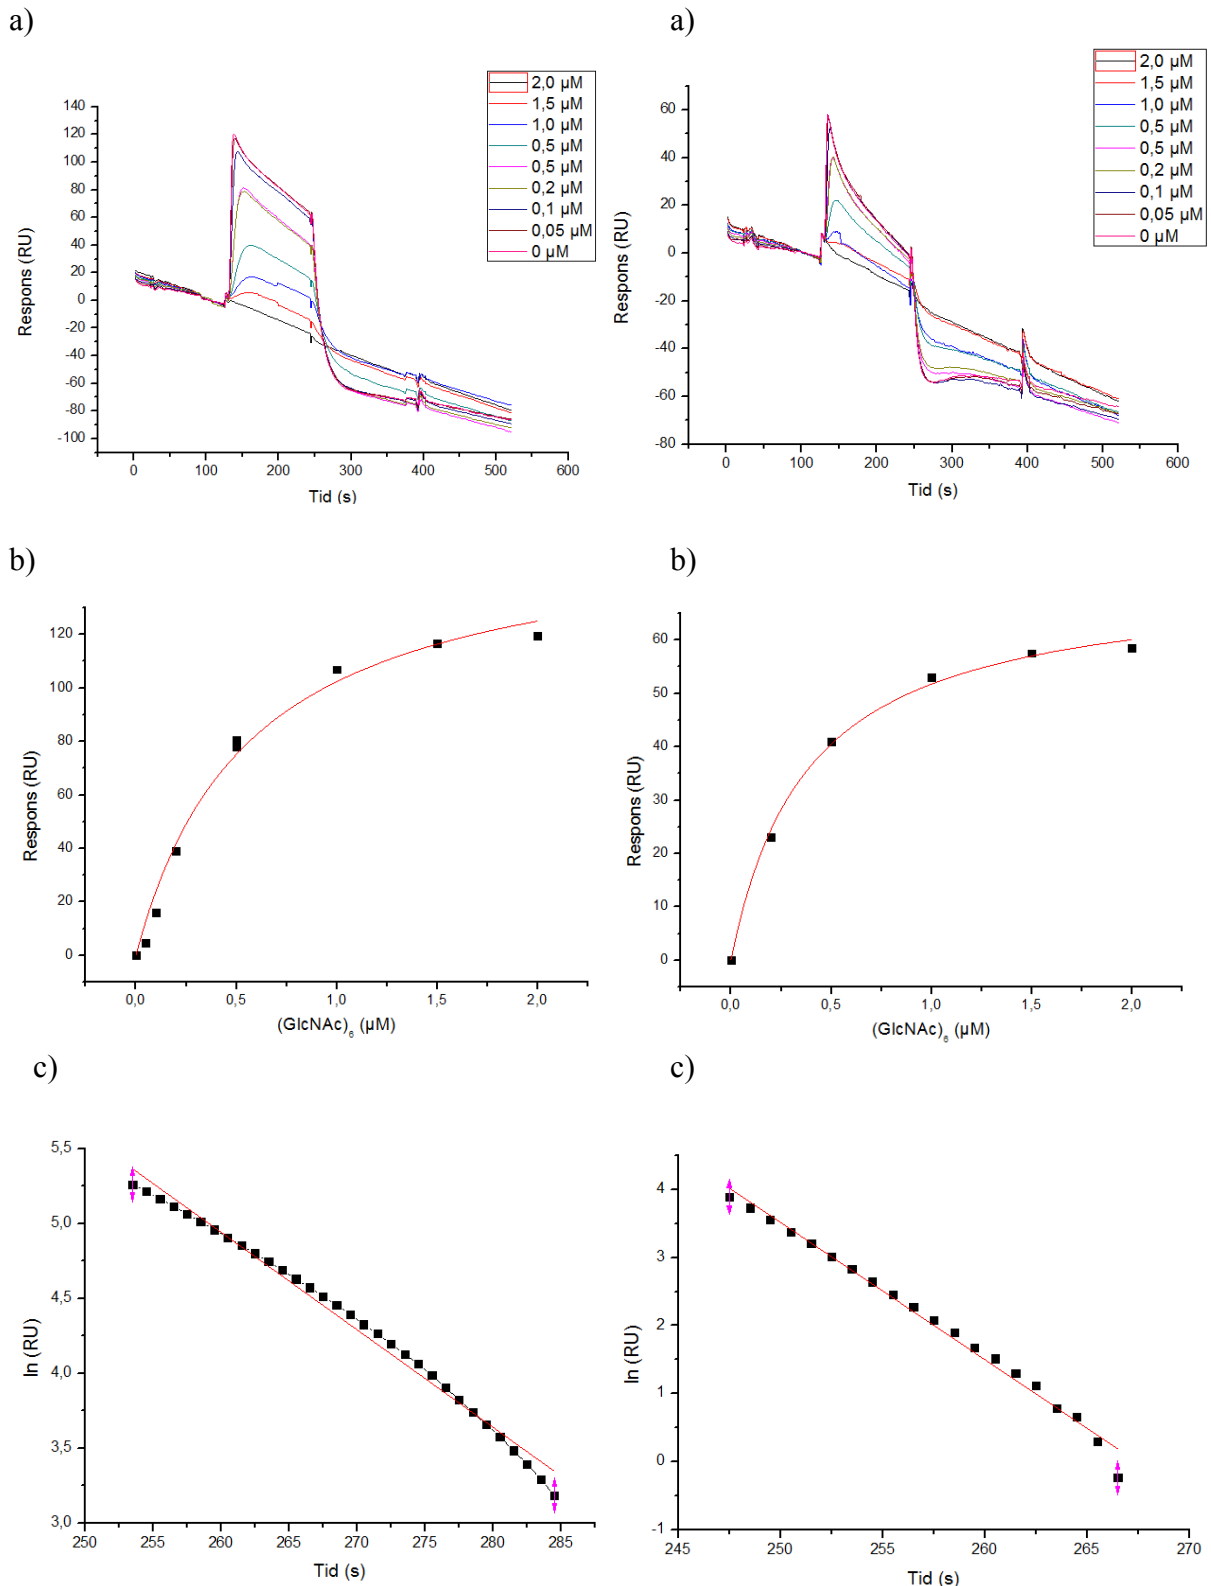 a)
2,0 µM
1,5 µM
1,0 µM
0,5 µM
0,5 µM
0,2 µM
0,1 µM
0,05 µM
0 µM
140
120
100
80
60
40
20
0
-20
-40
-60
-80
-100
Respons (RU)
0 100 200 300 400 500 600
Tid (s)
a)
2,0 µM
1,5 µM
1,0 µM
0,5 µM
0,5 µM
0,2 µM
0,1 µM
0,05 µM
0 µM
60
40
20
0
-20
-40
-60
-80
Respons (RU)
0 100 200 300 400 500 600
Tid (s)
b)
120
100
80
60
40
20
0
Respons (RU)
0,0 0,5 1,0 1,5 2,0
(GlcNAc)₆ (µM)
b)
60
50
40
30
20
10
0
Respons (RU)
0,0 0,5 1,0 1,5 2,0
(GlcNAc)₆ (µM)
c)
5,5
5,0
4,5
4,0
3,5
3,0
ln (RU)
250 255 260 265 270 275 280 285
Tid (s)
c)
4
3
2
1
0
-1
ln (RU)
245 250 255 260 265 270
Tid (s)